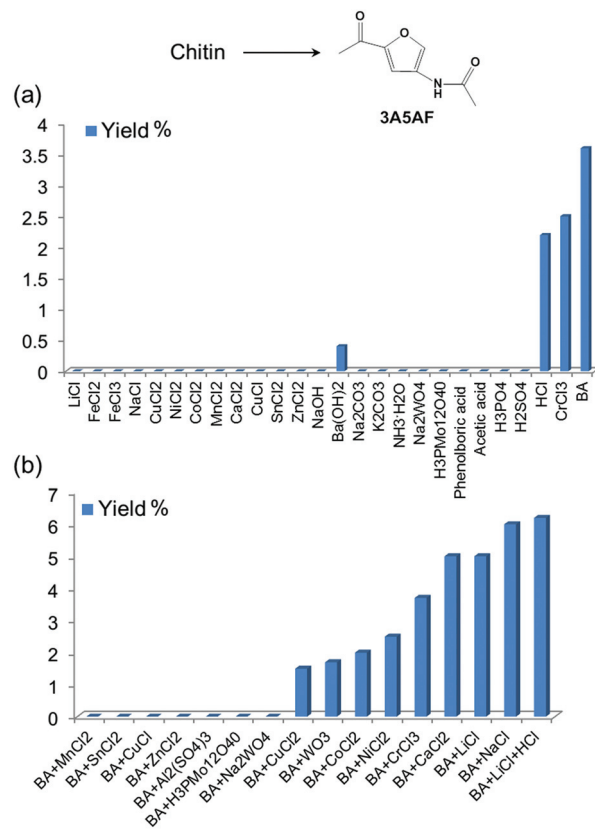 Chitin
O
O
O
N
H
3A5AF
(a)
Yield %
4
3.5
3
2.5
2
1.5
1
0.5
0
LiCl
FeCl2
FeCl3
NaCl
CuCl2
NiCl2
CoCl2
MnCl2
CaCl2
CuCl
SnCl2
ZnCl2
NaOH
Ba(OH)2
Na2CO3
K2CO3
NH3·H2O
Na2WO4
H3PMo12O40
Phenolboric acid
Acetic acid
H3PO4
H2SO4
HCl
CrCl3
BA
(b)
Yield %
7
6
5
4
3
2
1
0
BA+MnCl2
BA+SnCl2
BA+CuCl
BA+ZnCl2
BA+Al2(SO4)3
BA+H3PMo12O40
BA+Na2WO4
BA+CuCl2
BA+WO3
BA+CoCl2
BA+NiCl2
BA+CrCl3
BA+CaCl2
BA+LiCl
BA+NaCl
BA+LiCl+HCl